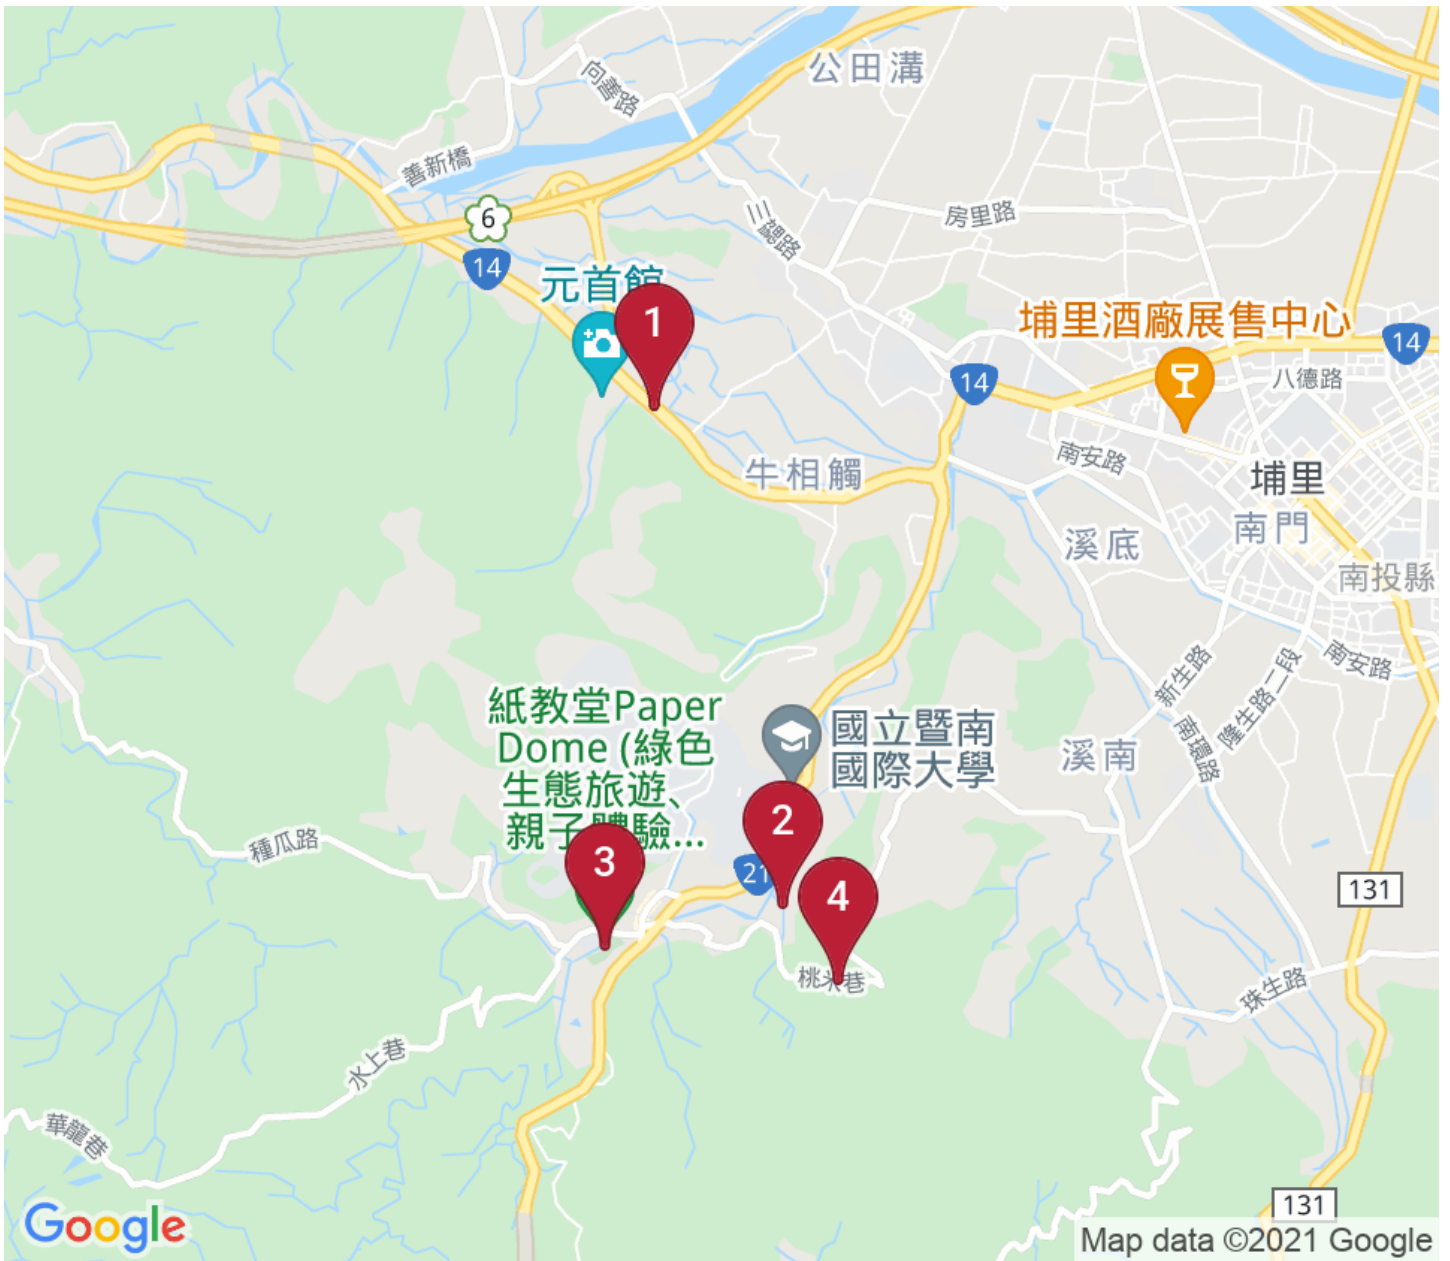 公田溝
向善路
善新橋
6
三鑼路
房里路
14
元首館
1
埔里酒廠展售中心
14
14
八德路
南安路
牛相觸
埔里
南門
溪底
南投縣
南安路
新生路
隆生路二段
南環路
紙教堂Paper
Dome (綠色
生態旅遊、
親子體驗...
國立暨南
國際大學
溪南
2
種瓜路
3
21
4
131
桃米巷
珠生路
水上巷
華龍巷
131
Google
Map data ©2021 Google